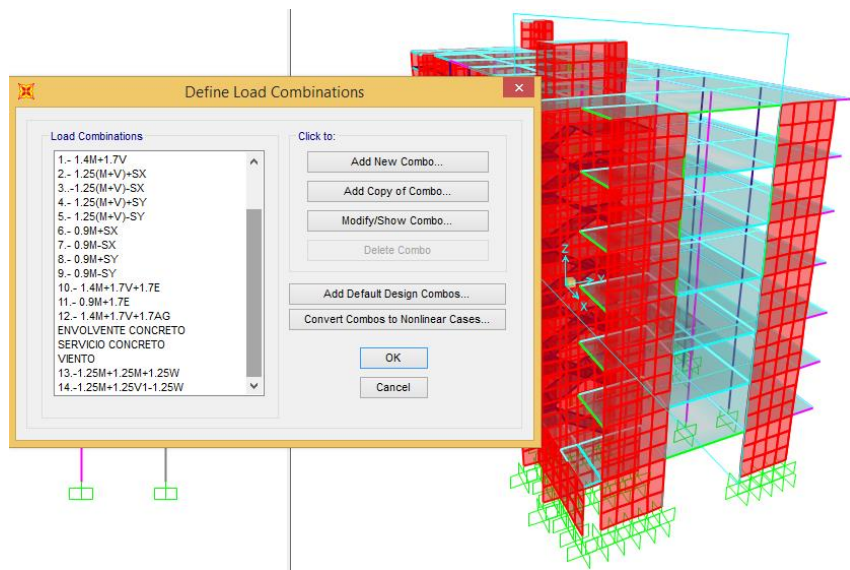 Define Load Combinations
Load Combinations
1.- 1.4M+1.7V
2.- 1.25(M+V)+SX
3..-1.25(M+V)-SX
4.- 1.25(M+V)+SY
5.- 1.25(M+V)-SY
6.- 0.9M+SX
7.- 0.9M-SX
8.- 0.9M+SY
9.- 0.9M-SY
10.- 1.4M+1.7V+1.7E
11.- 0.9M+1.7E
12.- 1.4M+1.7V+1.7AG
ENVOLVENTE CONCRETO
SERVICIO CONCRETO
VIENTO
13.-1.25M+1.25M+1.25W
14.-1.25M+1.25V1-1.25W
Click to:
Add New Combo...
Add Copy of Combo...
Modify/Show Combo...
Delete Combo
Add Default Design Combos...
Convert Combos to Nonlinear Cases...
OK
Cancel
Z
Y
X